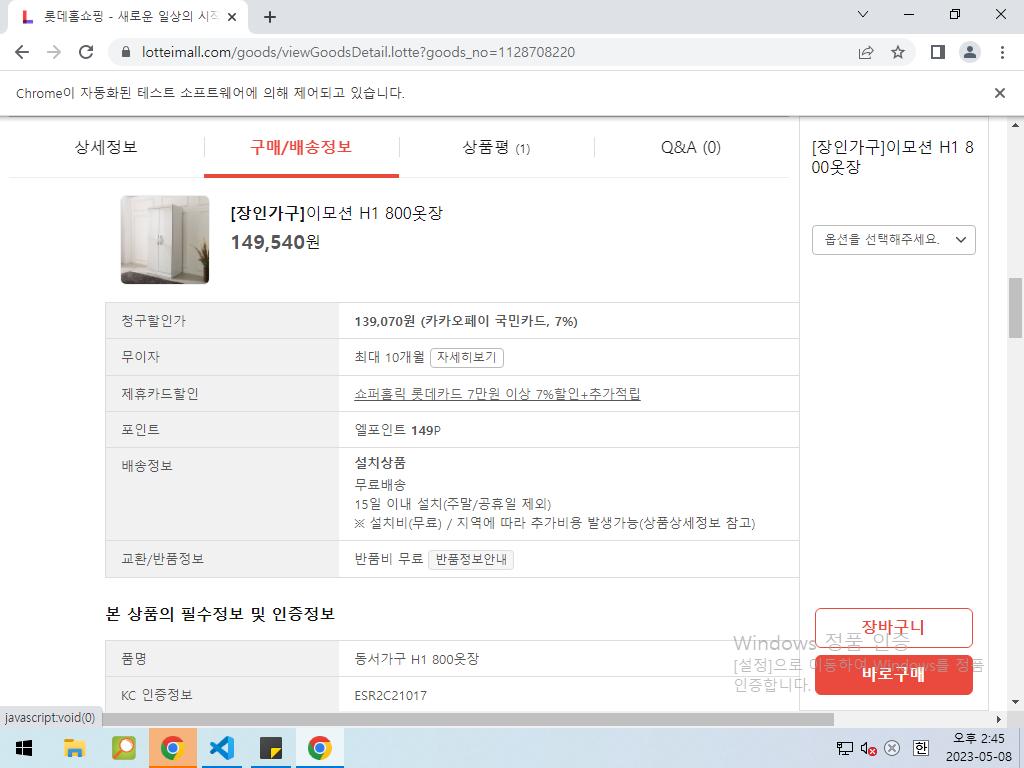 롯데홈쇼핑 - 새로운 일상의 시작
lotteimall.com/goods/viewGoodsDetail.lotte?goods_no=1128708220
Chrome이 자동화된 테스트 소프트웨어에 의해 제어되고 있습니다.
상세정보
구매/배송정보
상품평 (1)
Q&A (0)
[장인가구]이모션 H1 800옷장
149,540원
청구할인가
139,070원 (카카오페이 국민카드, 7%)
무이자
최대 10개월 자세히보기
제휴카드할인
쇼퍼홀릭 롯데카드 7만원 이상 7%할인+추가적립
포인트
엘포인트 149P
배송정보
설치상품
무료배송
15일 이내 설치(주말/공휴일 제외)
※ 설치비(무료) / 지역에 따라 추가비용 발생가능(상품상세정보 참고)
교환/반품정보
반품비 무료 반품정보안내
본 상품의 필수정보 및 인증정보
품명
동서가구 H1 800옷장
KC 인증정보
ESR2C21017
[장인가구]이모션 H1 8
00옷장
옵션을 선택해주세요.
장바구니
바로구매
Windows 정품 인증
[설정]으로 이동하여 Windows를 정품
인증합니다.
javascript:void(0)
한
오후 2:45
2023-05-08